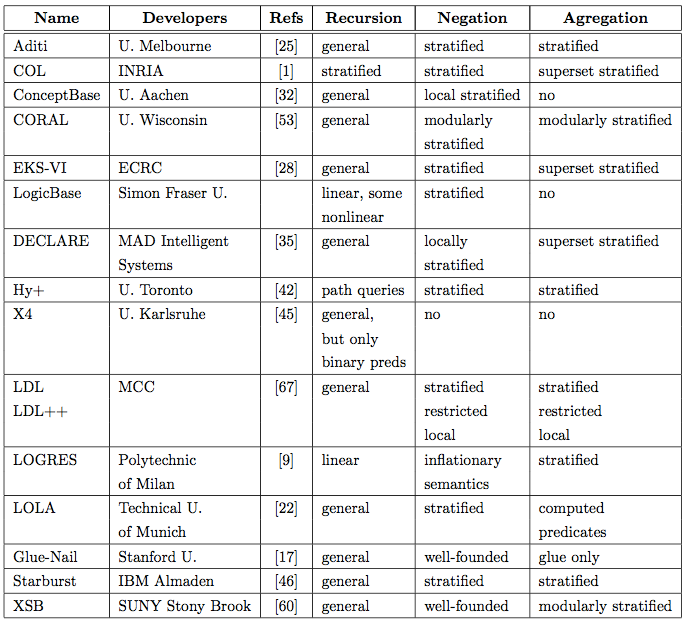 Name Developers Refs Recursion Negation Agregation
Aditi U. Melbourne [25] general stratified stratified
COL INRIA [1] stratified stratified superset stratified
ConceptBase U. Aachen [32] general local stratified no
CORAL U. Wisconsin [53] general modularly modularly stratified
stratified
EKS-VI ECRC [28] general stratified superset stratified
LogicBase Simon Fraser U. linear, some stratified no
nonlinear
DECLARE MAD Intelligent [35] general locally superset stratified
Systems stratified
Hy+ U. Toronto [42] path queries stratified stratified
X4 U. Karlsruhe [45] general, no no
but only
binary preds
LDL MCC [67] general stratified stratified
LDL++ restricted restricted
local local
LOGRES Polytechnic [9] linear inflationary stratified
of Milan semantics
LOLA Technical U. [22] general stratified computed
of Munich predicates
Glue-Nail Stanford U. [17] general well-founded glue only
Starburst IBM Almaden [46] general stratified stratified
XSB SUNY Stony Brook [60] general well-founded modularly stratified